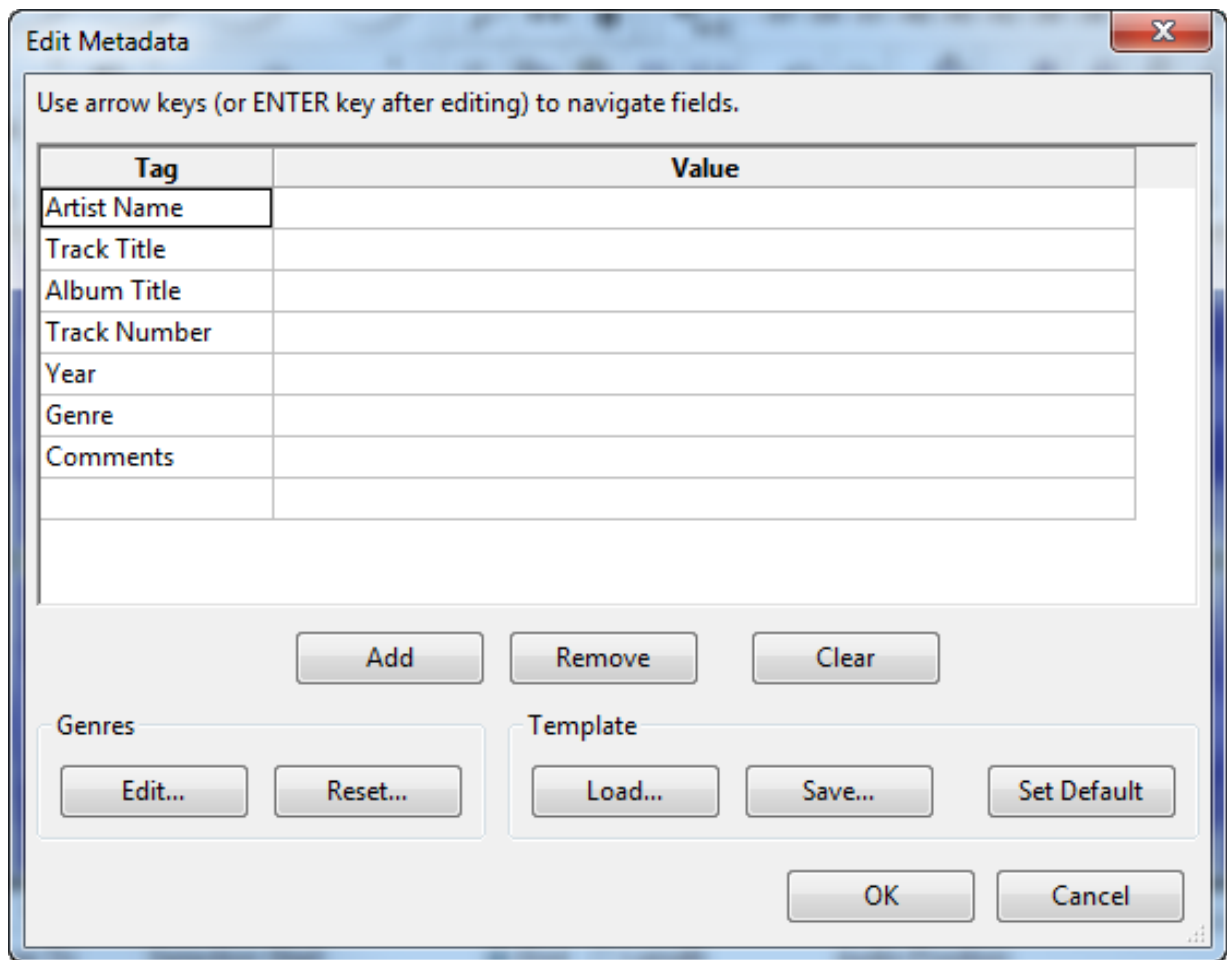 Edit Metadata
Use arrow keys (or ENTER key after editing) to navigate fields.
Tag Value
Artist Name
Track Title
Album Title
Track Number
Year
Genre
Comments
Add Remove Clear
Genres Template
Edit... Reset... Load... Save... Set Default
OK Cancel